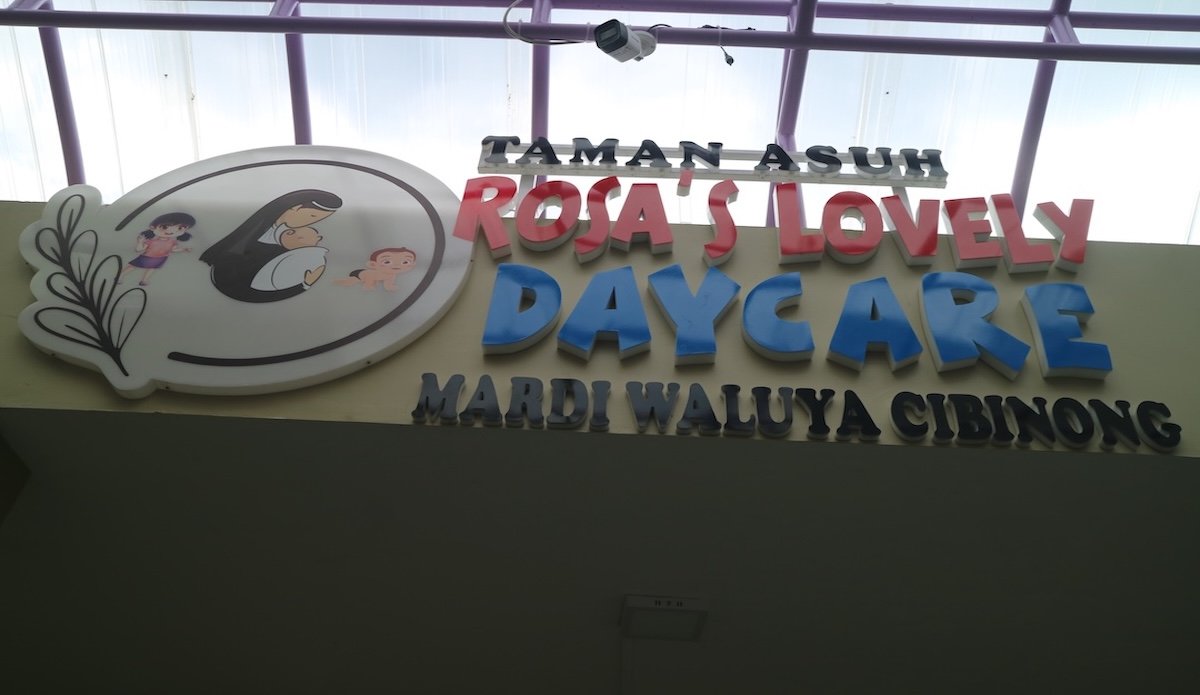 TAMAN ASUH
ROSA'S LOVELY
DAYCARE
MARDI WALUYA CIBINONG